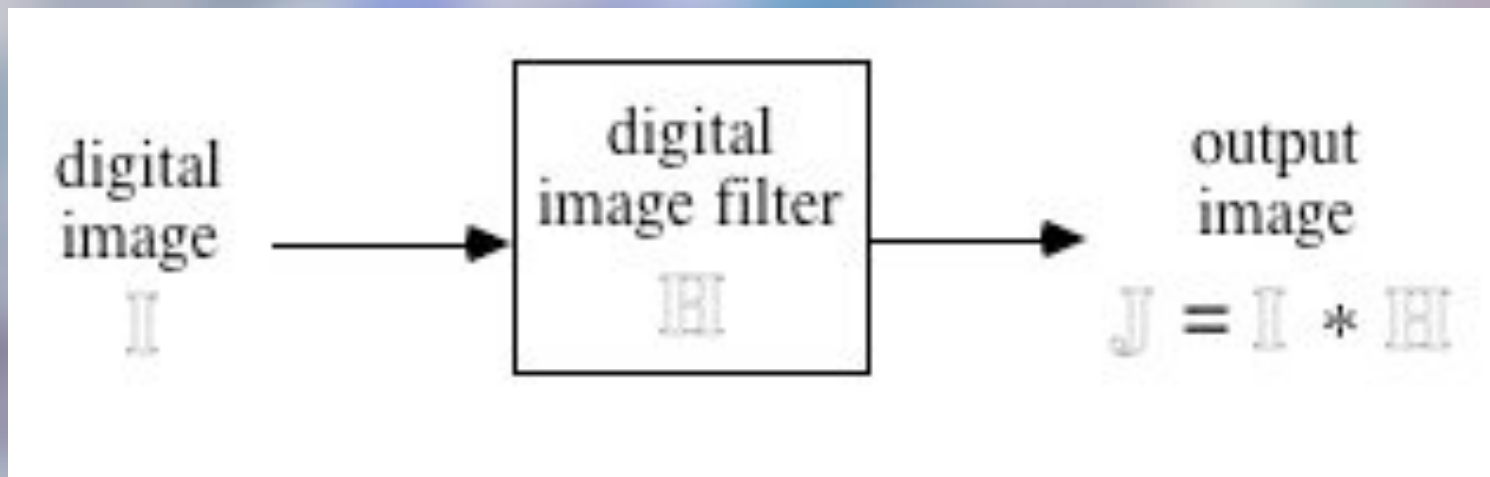 digital
image
𝕀
digital
image filter
ℍ
output
image
𝕁 = 𝕀 * ℍ